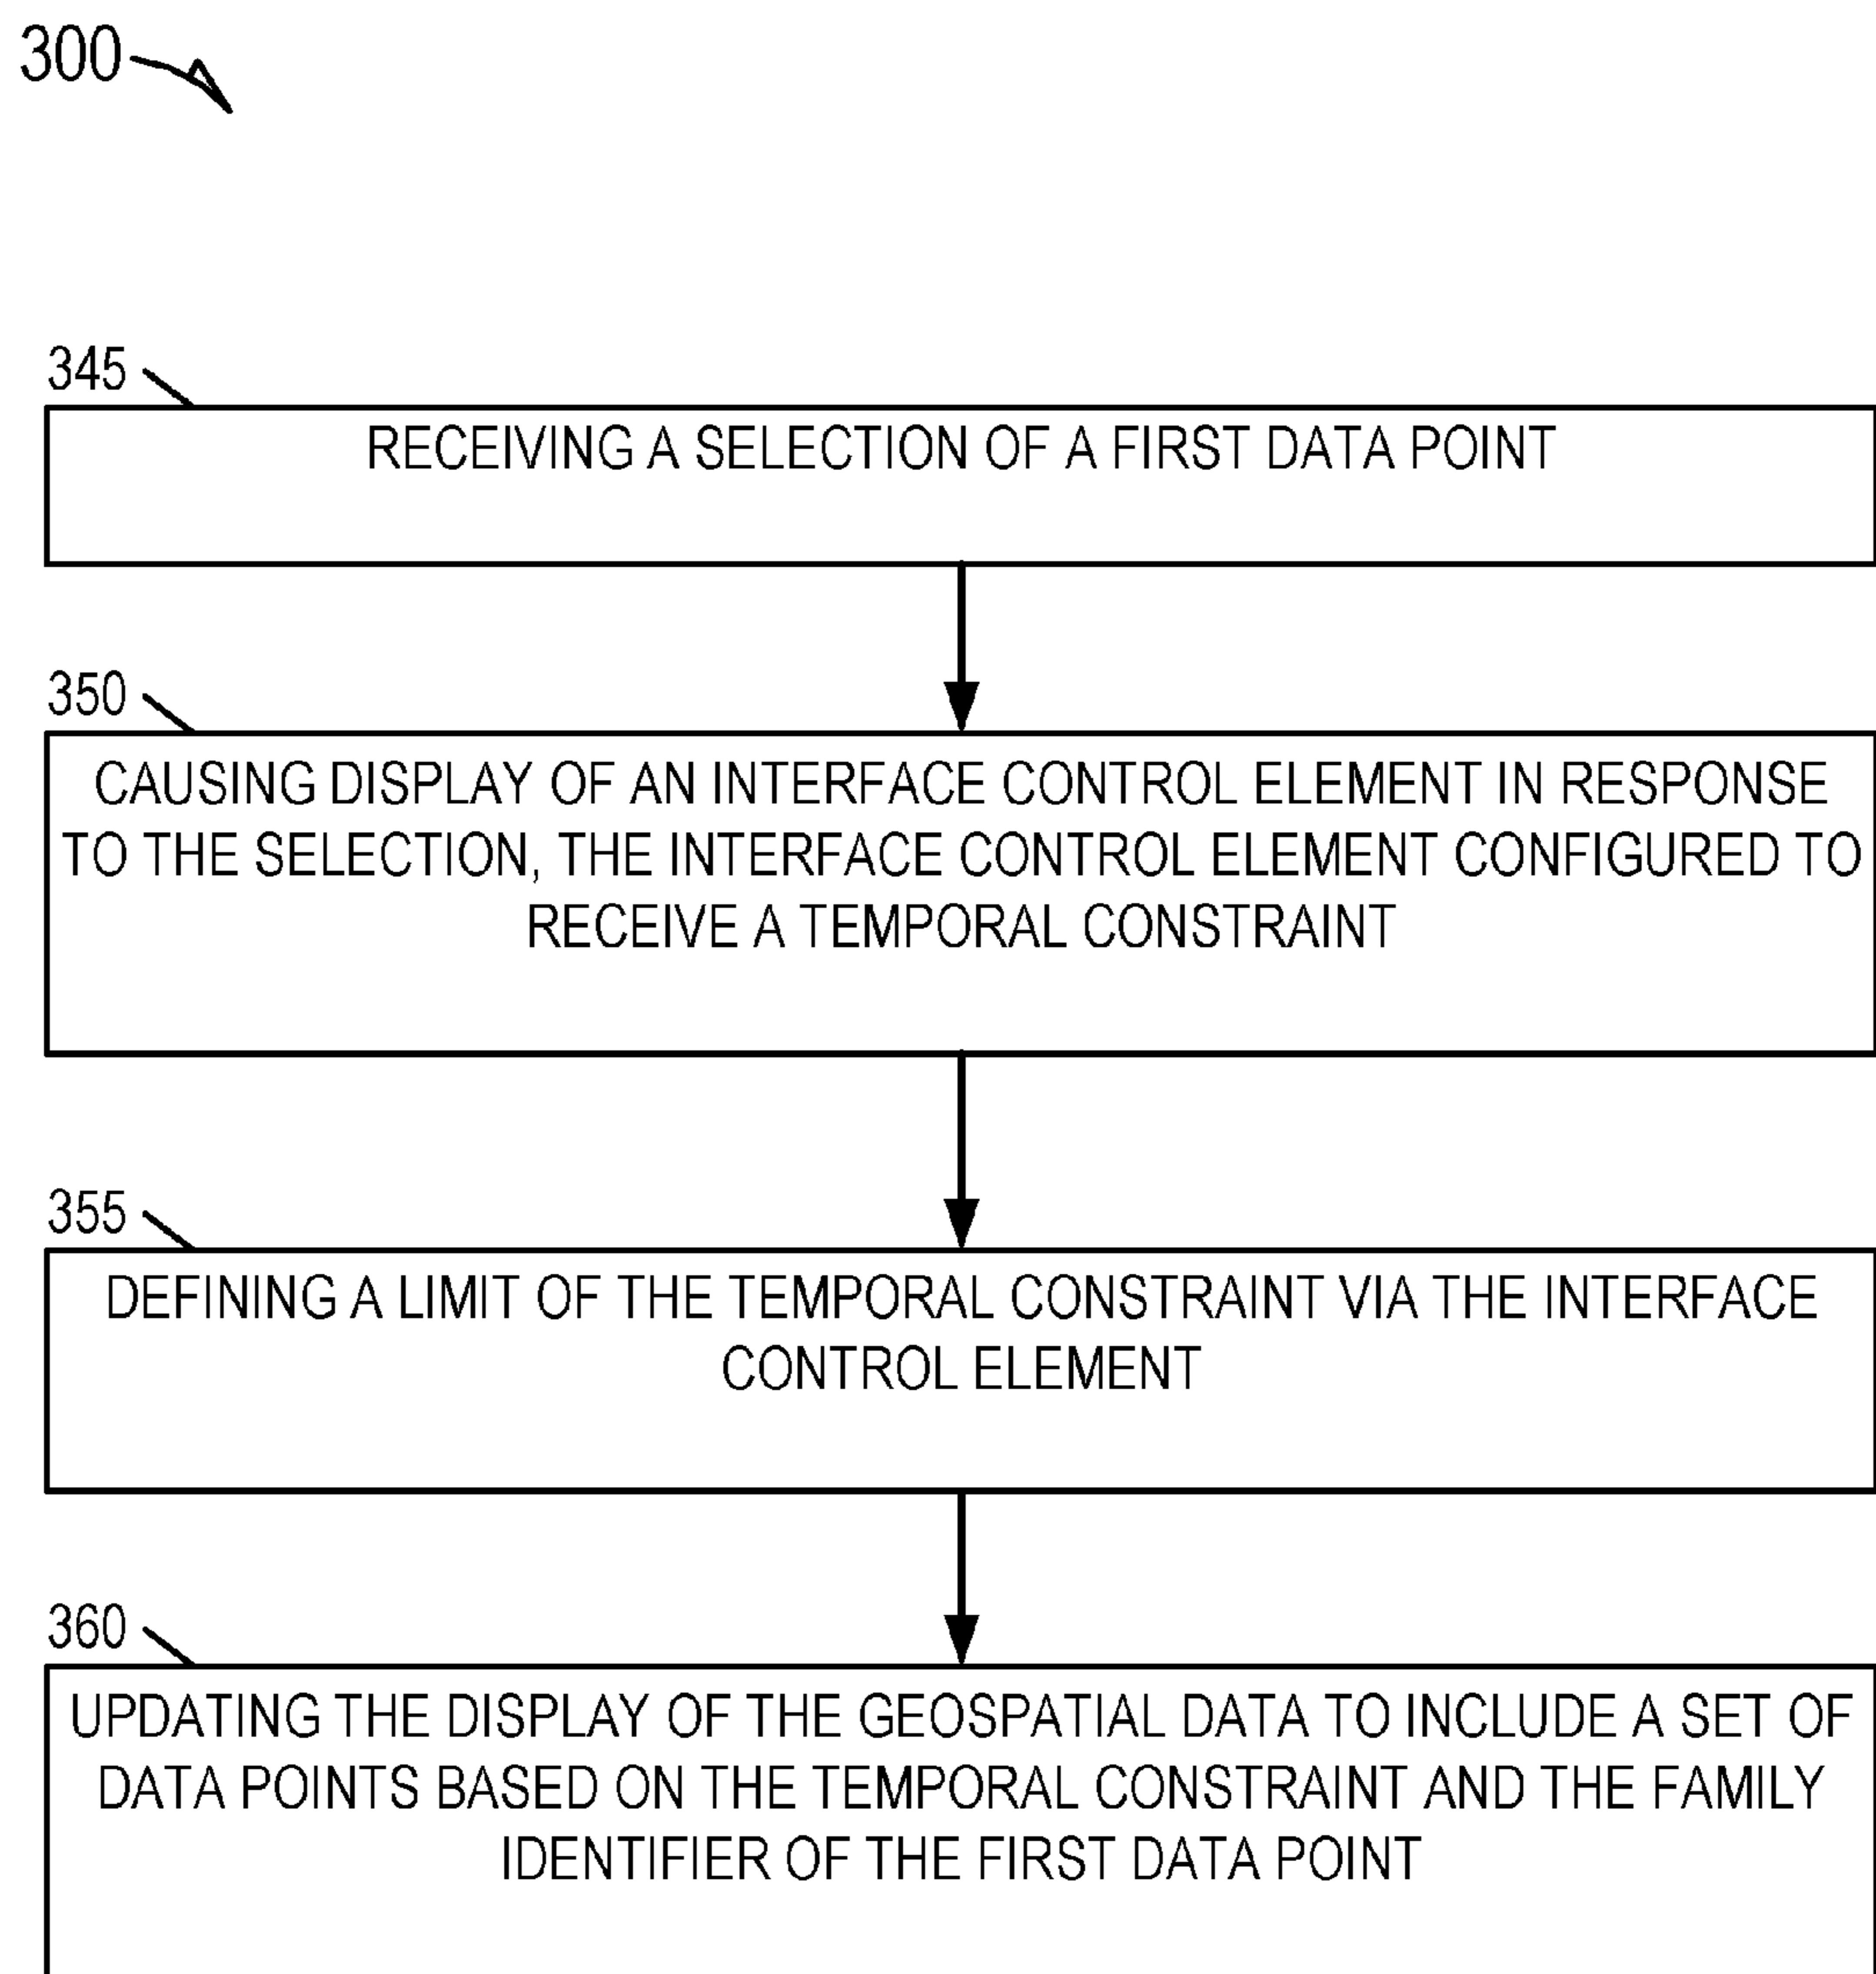 300
345
RECEIVING A SELECTION OF A FIRST DATA POINT
350
CAUSING DISPLAY OF AN INTERFACE CONTROL ELEMENT IN RESPONSE
TO THE SELECTION, THE INTERFACE CONTROL ELEMENT CONFIGURED TO
RECEIVE A TEMPORAL CONSTRAINT
355
DEFINING A LIMIT OF THE TEMPORAL CONSTRAINT VIA THE INTERFACE
CONTROL ELEMENT
360
UPDATING THE DISPLAY OF THE GEOSPATIAL DATA TO INCLUDE A SET OF
DATA POINTS BASED ON THE TEMPORAL CONSTRAINT AND THE FAMILY
IDENTIFIER OF THE FIRST DATA POINT